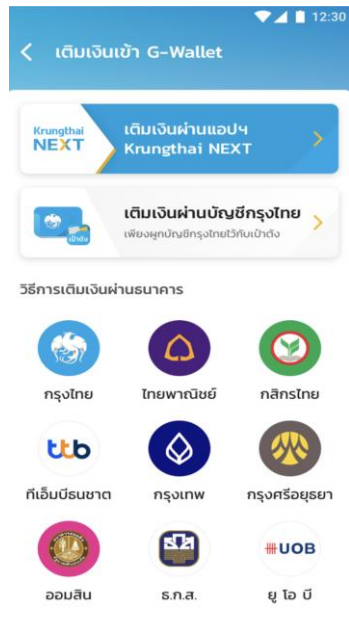 12:30
เติมเงินเข้า G-Wallet
Krungthai
NEXT
เติมเงินผ่านแอปฯ
Krungthai NEXT
เติมเงินผ่านบัญชีกรุงไทย
เพียงผูกบัญชีกรุงไทยไว้กับเป๋าตัง
เป๋าตัง
วิธีการเติมเงินผ่านธนาคาร
กรุงไทย ไทยพาณิชย์ กสิกรไทย
ttb
ทีเอ็มบีธนชาต กรุงเทพ กรุงศรีอยุธยา
UOB
ออมสิน ธ.ก.ส. ยู โอ บี